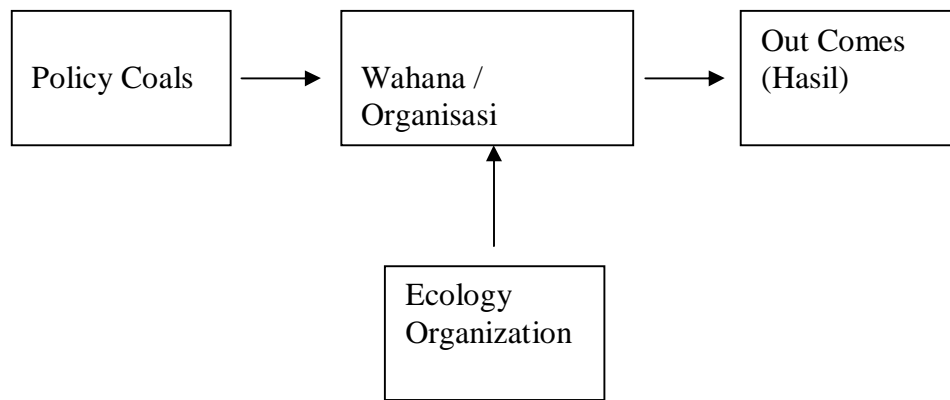 Policy Coals
Wahana /
Organisasi
Out Comes
(Hasil)
Ecology
Organization